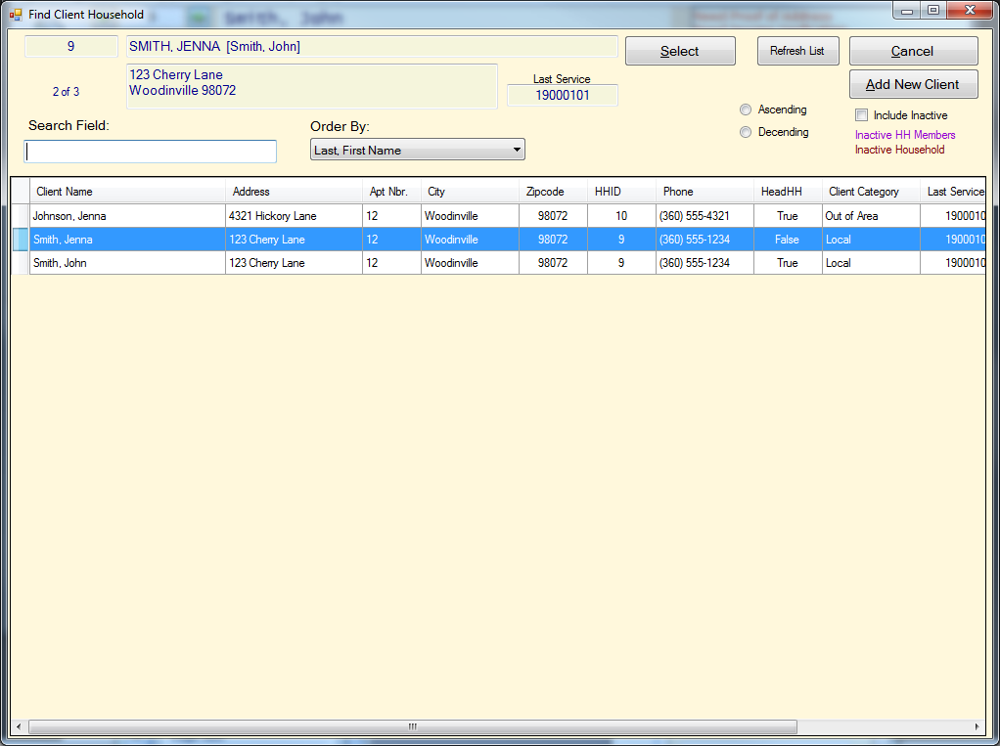 Find Client Household
9
SMITH, JENNA [Smith, John]
Select
Refresh List
Cancel
2 of 3
123 Cherry Lane
Woodinville 98072
Last Service
19000101
Add New Client
Ascending
Decending
Include Inactive
Inactive HH Members
Inactive Household
Search Field:
Order By:
Last, First Name
Client Name Address Apt Nbr. City Zipcode HHID Phone HeadHH Client Category Last Service
Johnson, Jenna 4321 Hickory Lane 12 Woodinville 98072 10 (360) 555-4321 True Out of Area 1900010
Smith, Jenna 123 Cherry Lane 12 Woodinville 98072 9 (360) 555-1234 False Local 1900010
Smith, John 123 Cherry Lane 12 Woodinville 98072 9 (360) 555-1234 True Local 1900010